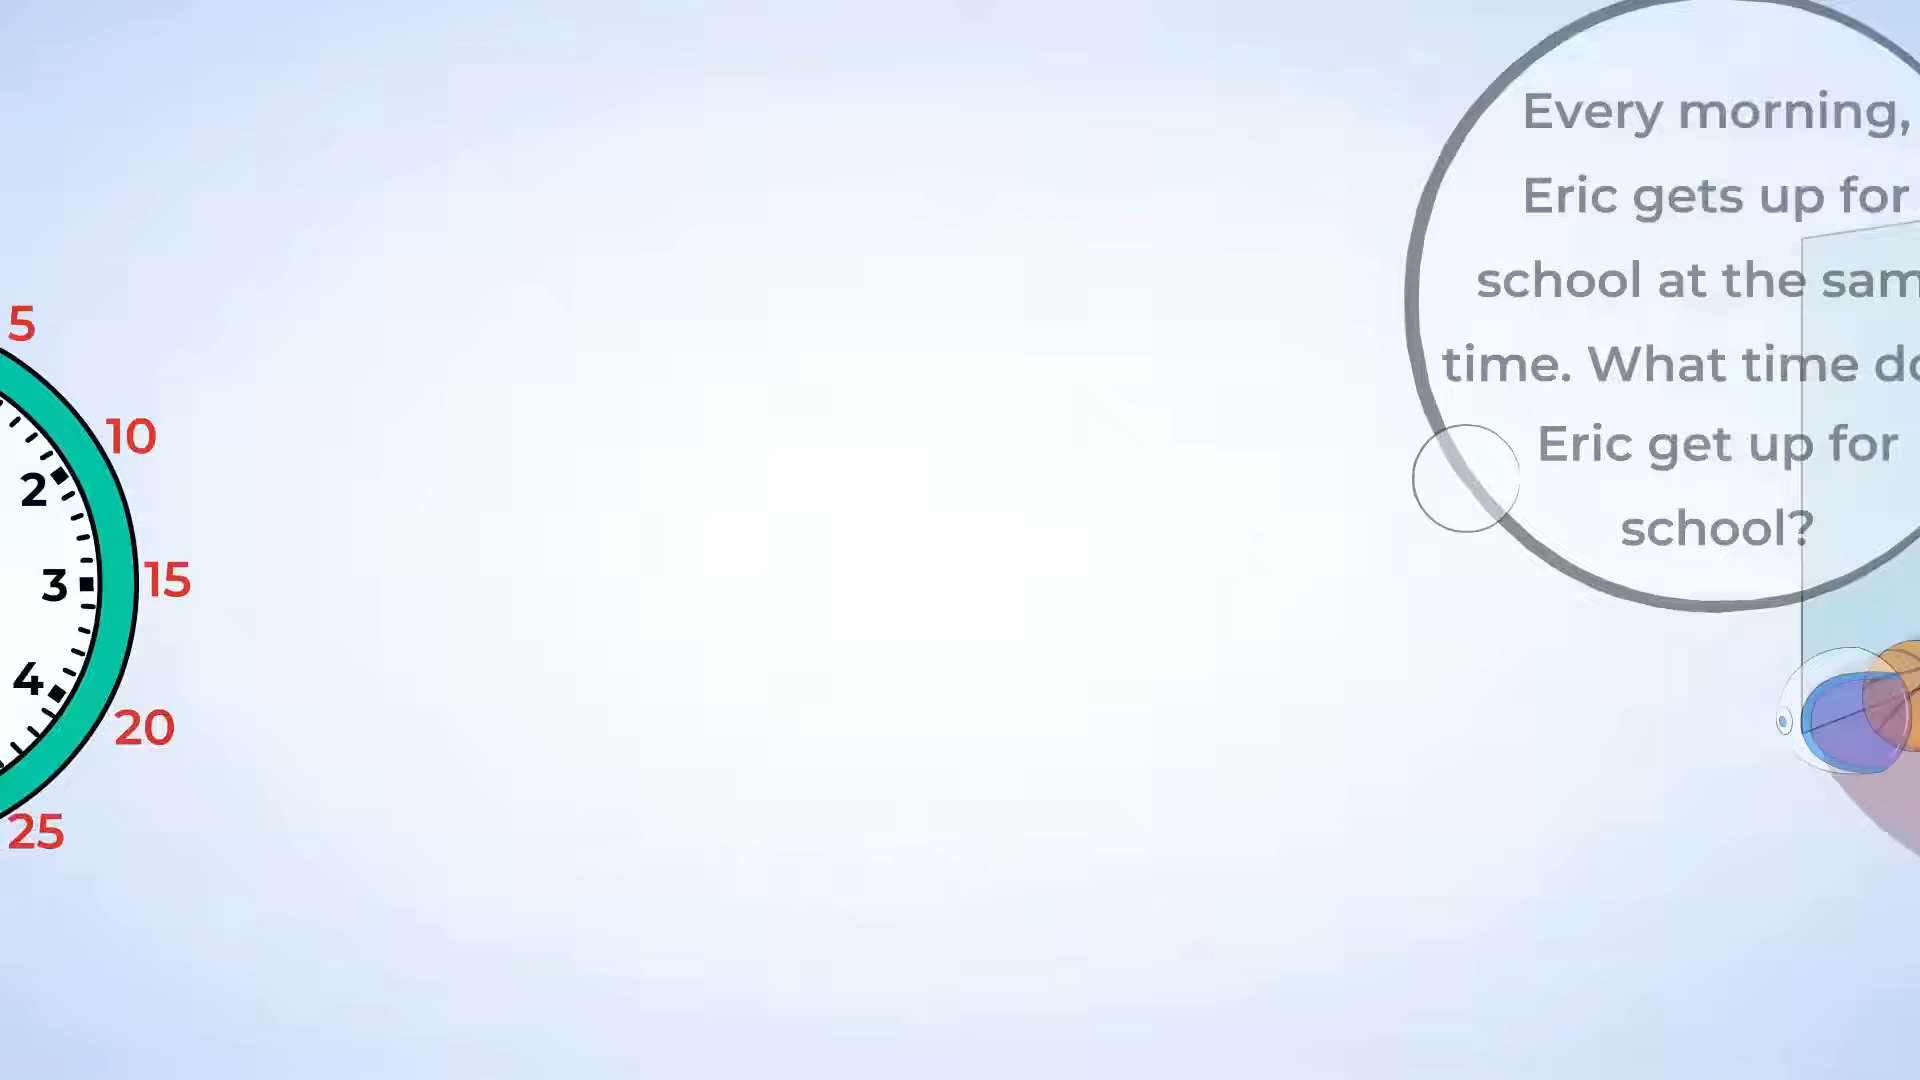 Every morning,
Eric gets up for
school at the sam
time. What time do
Eric get up for
school?
5
10
2
3
15
4
20
25